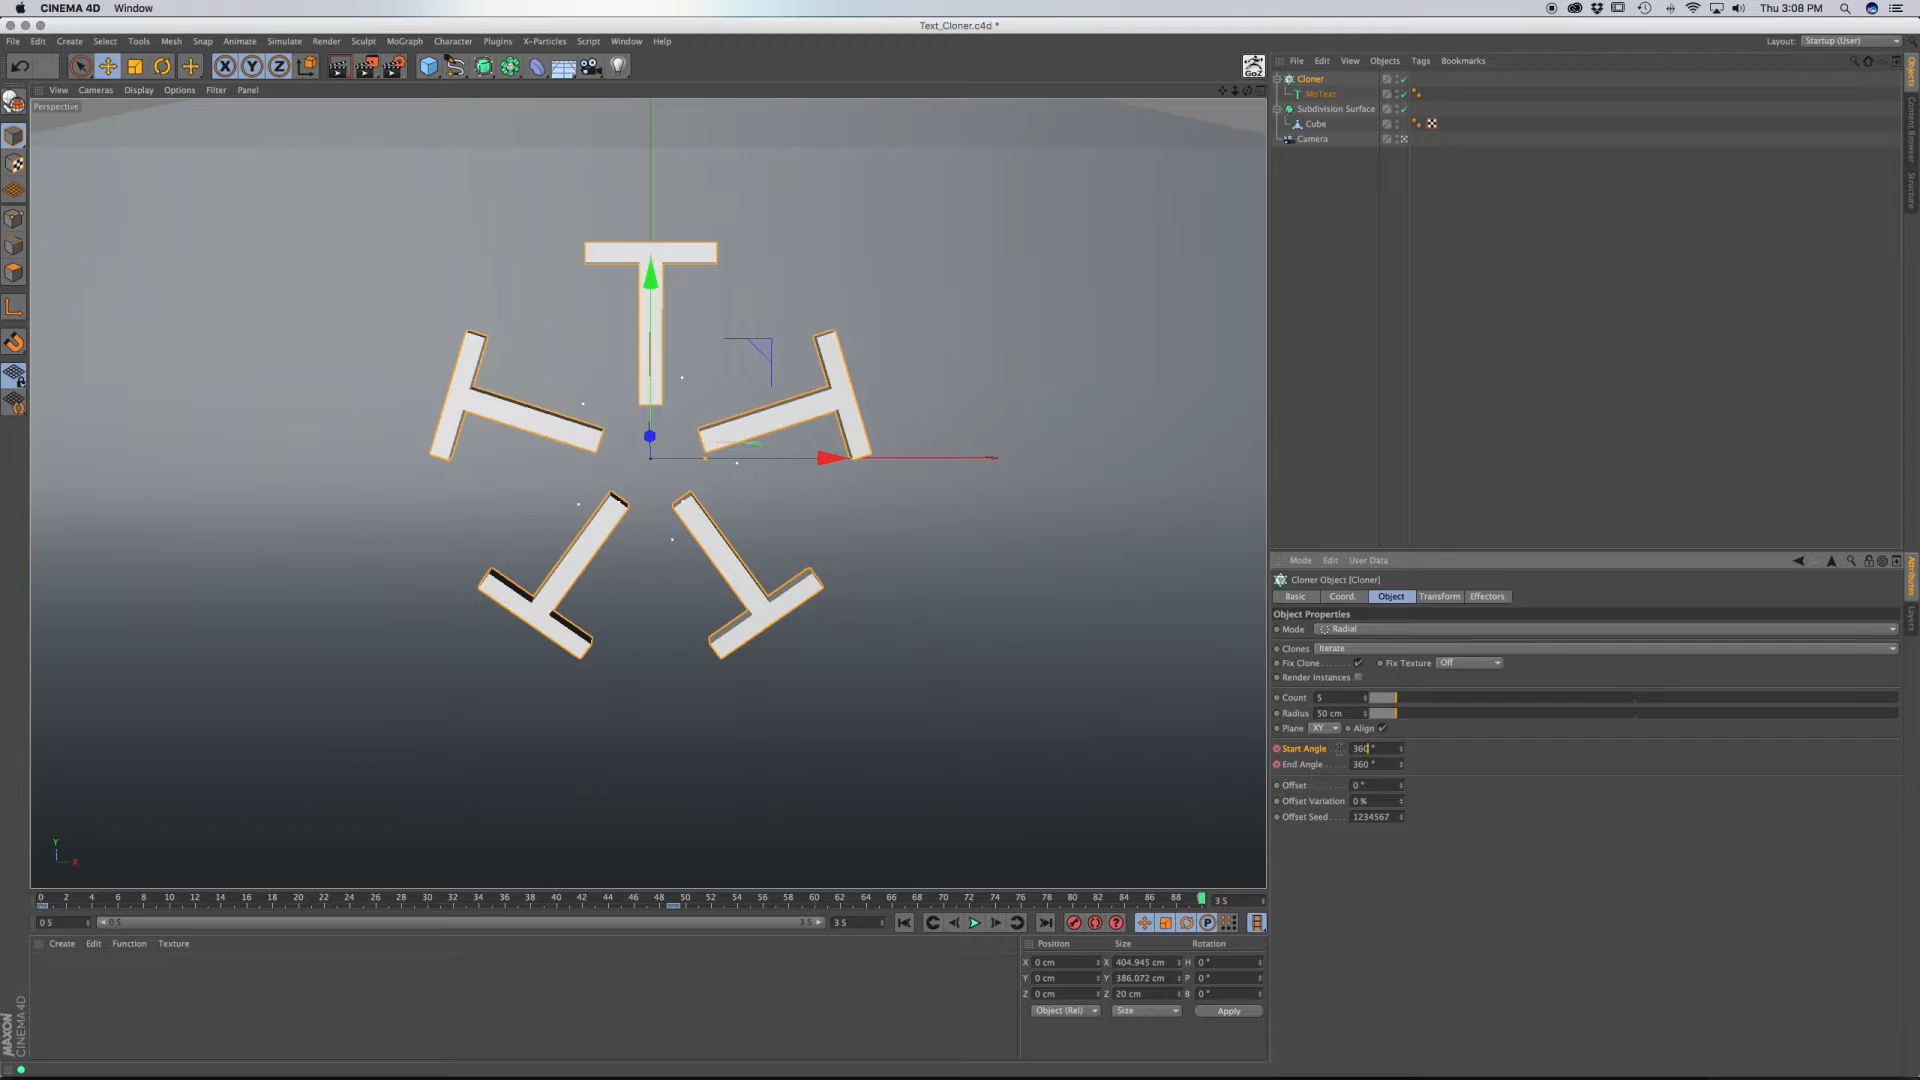 CINEMA 4D Window Thu 3:08 PM
Text_Cloner.c4d *
File Edit Create Select Tools Mesh Snap Animate Simulate Render Sculpt MoGraph Character Plugins X-Particles Script Window Help Layout: Startup (User)
X Y Z GoZ
File Edit View Objects Tags Bookmarks
View Cameras Display Options Filter Panel
Perspective
Cloner
MoText
Subdivision Surface
Cube
Camera
Objects
Content Browser
Structure
T
T
T
T
T
Mode Edit User Data
Cloner Object [Cloner]
Basic Coord. Object Transform Effectors
Object Properties
Mode Radial
Clones Iterate
Fix Clone Fix Texture Off
Render Instances
Count 5
Radius 50 cm
Plane XY Align
Start Angle 360 °
End Angle 360 °
Offset 0 °
Offset Variation 0 %
Offset Seed 1234567
Attributes
Layers
Y
X
0 2 4 6 8 10 12 14 16 18 20 22 24 26 28 30 32 34 36 38 40 42 44 46 48 50 52 54 56 58 60 62 64 66 68 70 72 74 76 78 80 82 84 86 88 3 S
0 S 0 S 3 S 3 S P
Create Edit Function Texture
Position Size Rotation
X 0 cm X 404.945 cm H 0 °
Y 0 cm Y 386.072 cm P 0 °
Z 0 cm Z 20 cm B 0 °
Object (Rel) Size Apply
MAXON
CINEMA 4D